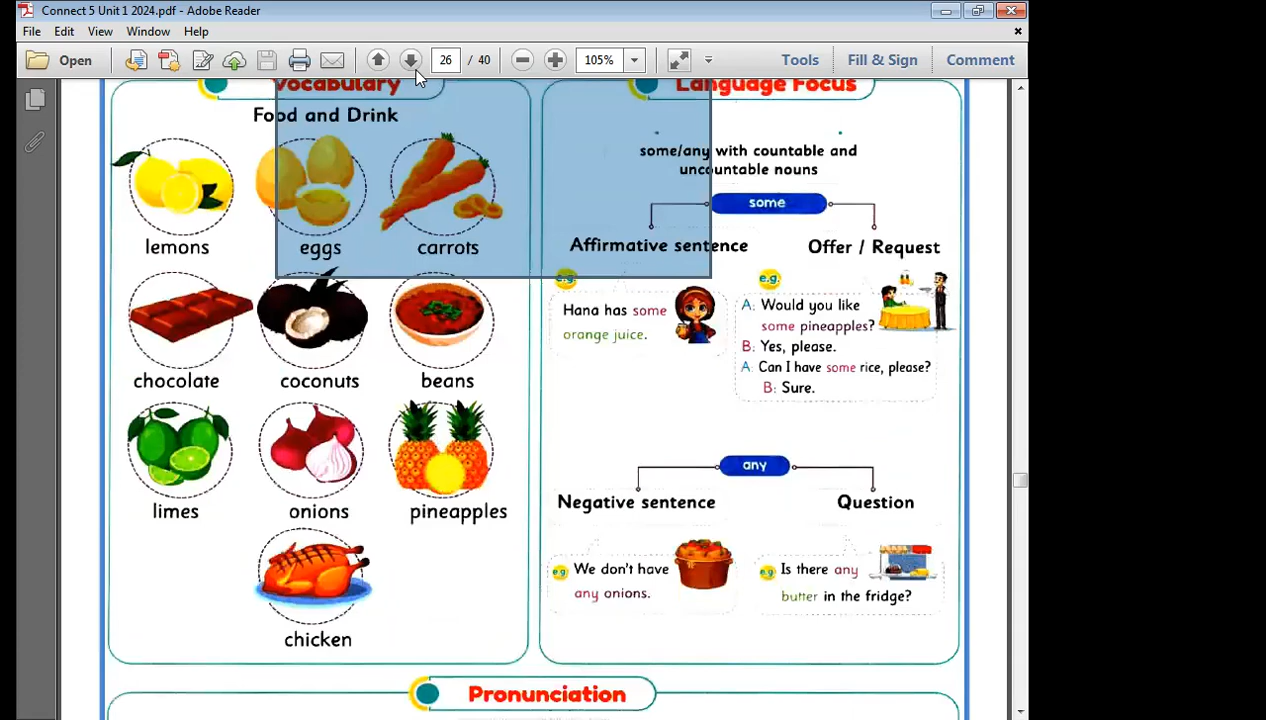 Connect 5 Unit 1 2024.pdf - Adobe Reader
File Edit View Window Help
Open 26 / 40 105% Tools Fill & Sign Comment
Vocabulary
Food and Drink
lemons eggs carrots
chocolate coconuts beans
limes onions pineapples
chicken
Language Focus
some/any with countable and
uncountable nouns
some
Affirmative sentence
e.g.
Hana has some
orange juice.
Offer / Request
e.g.
A: Would you like
some pineapples?
B: Yes, please.
A: Can I have some rice, please?
B: Sure.
any
Negative sentence
e.g
We don't have
any onions.
Question
e.g
Is there any
butter in the fridge?
Pronunciation